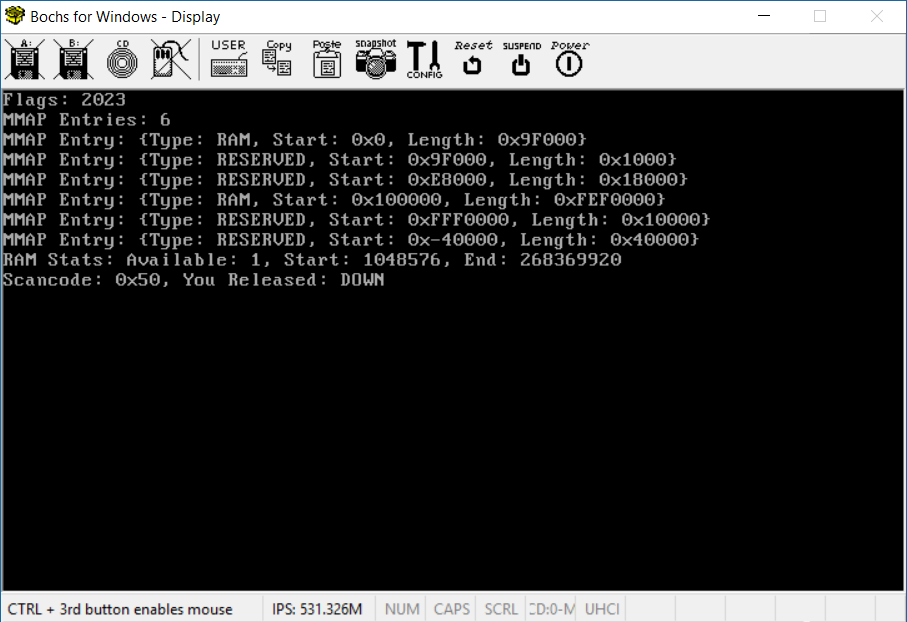 Bochs for Windows - Display
A: B: CD USER Copy Paste snapshot CONFIG Reset SUSPEND Power
Flags: 2023
MMAP Entries: 6
MMAP Entry: {Type: RAM, Start: 0x0, Length: 0x9F000}
MMAP Entry: {Type: RESERVED, Start: 0x9F000, Length: 0x1000}
MMAP Entry: {Type: RESERVED, Start: 0xE8000, Length: 0x18000}
MMAP Entry: {Type: RAM, Start: 0x100000, Length: 0xFEF0000}
MMAP Entry: {Type: RESERVED, Start: 0xFFF0000, Length: 0x10000}
MMAP Entry: {Type: RESERVED, Start: 0x-40000, Length: 0x40000}
RAM Stats: Available: 1, Start: 1048576, End: 268369920
Scancode: 0x50, You Released: DOWN
CTRL + 3rd button enables mouse IPS: 531.326M NUM CAPS SCRL CD:0-M UHCI